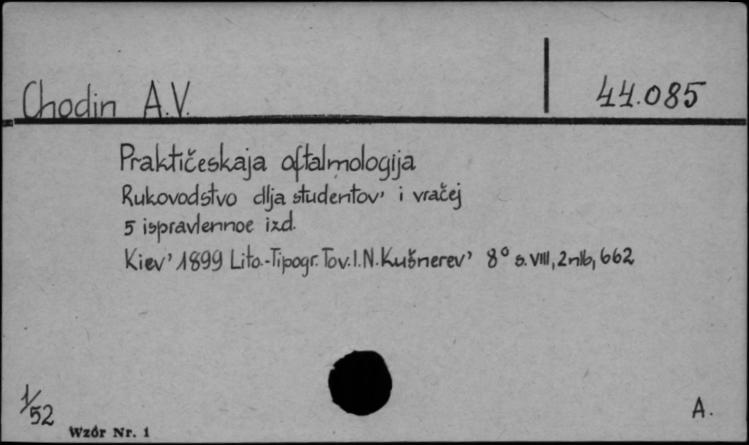 Chodin A.V. 44.085
Praktičeskaja oftalmologija
Rukovodstvo dlja studentov' i vračej
5 ispravlennoe izd.
Kiev' 1899 Lito.-Tipogr. Tov. I.N. Kušnerev' 8° s. VIII, 2nlb, 662
1/52
Wzór Nr. 1
A.